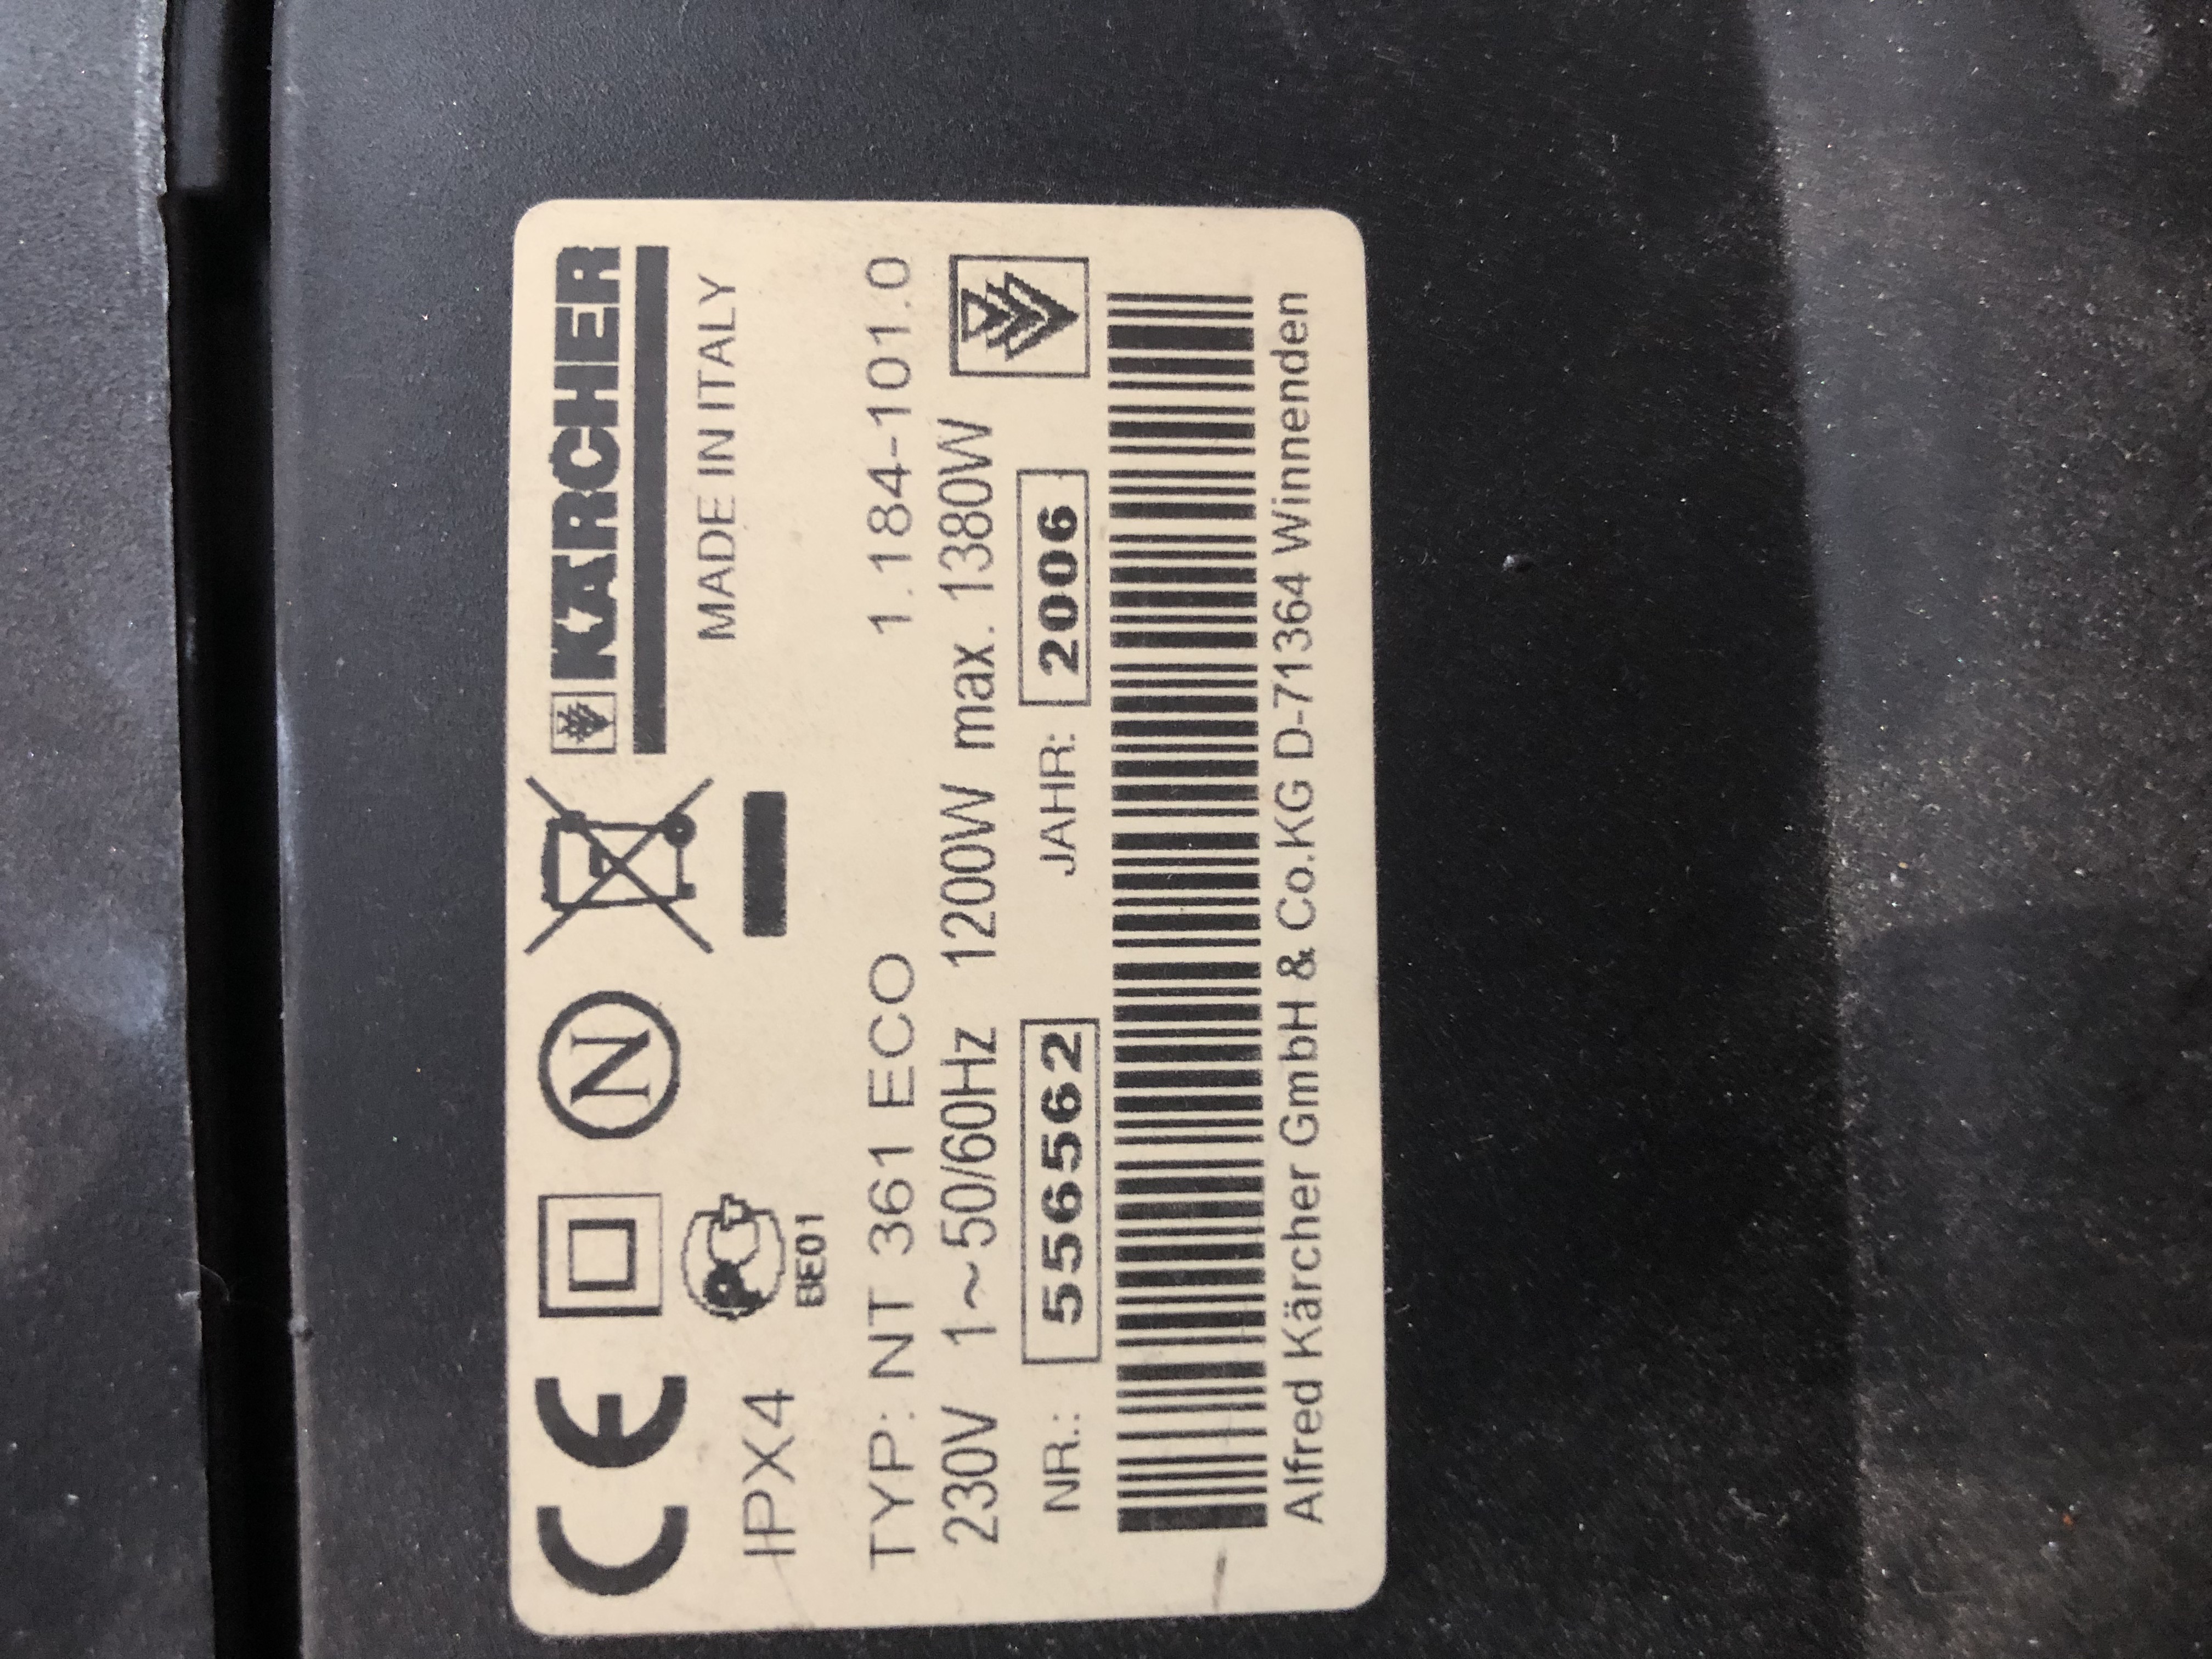 CE N KÄRCHER
IPX4 BE01 MADE IN ITALY
TYP: NT 361 ECO 1.184-101.0
230V 1~50/60Hz 1200W max. 1380W
NR.: 556562 JAHR: 2006
Alfred Kärcher GmbH & Co.KG D-71364 Winnenden